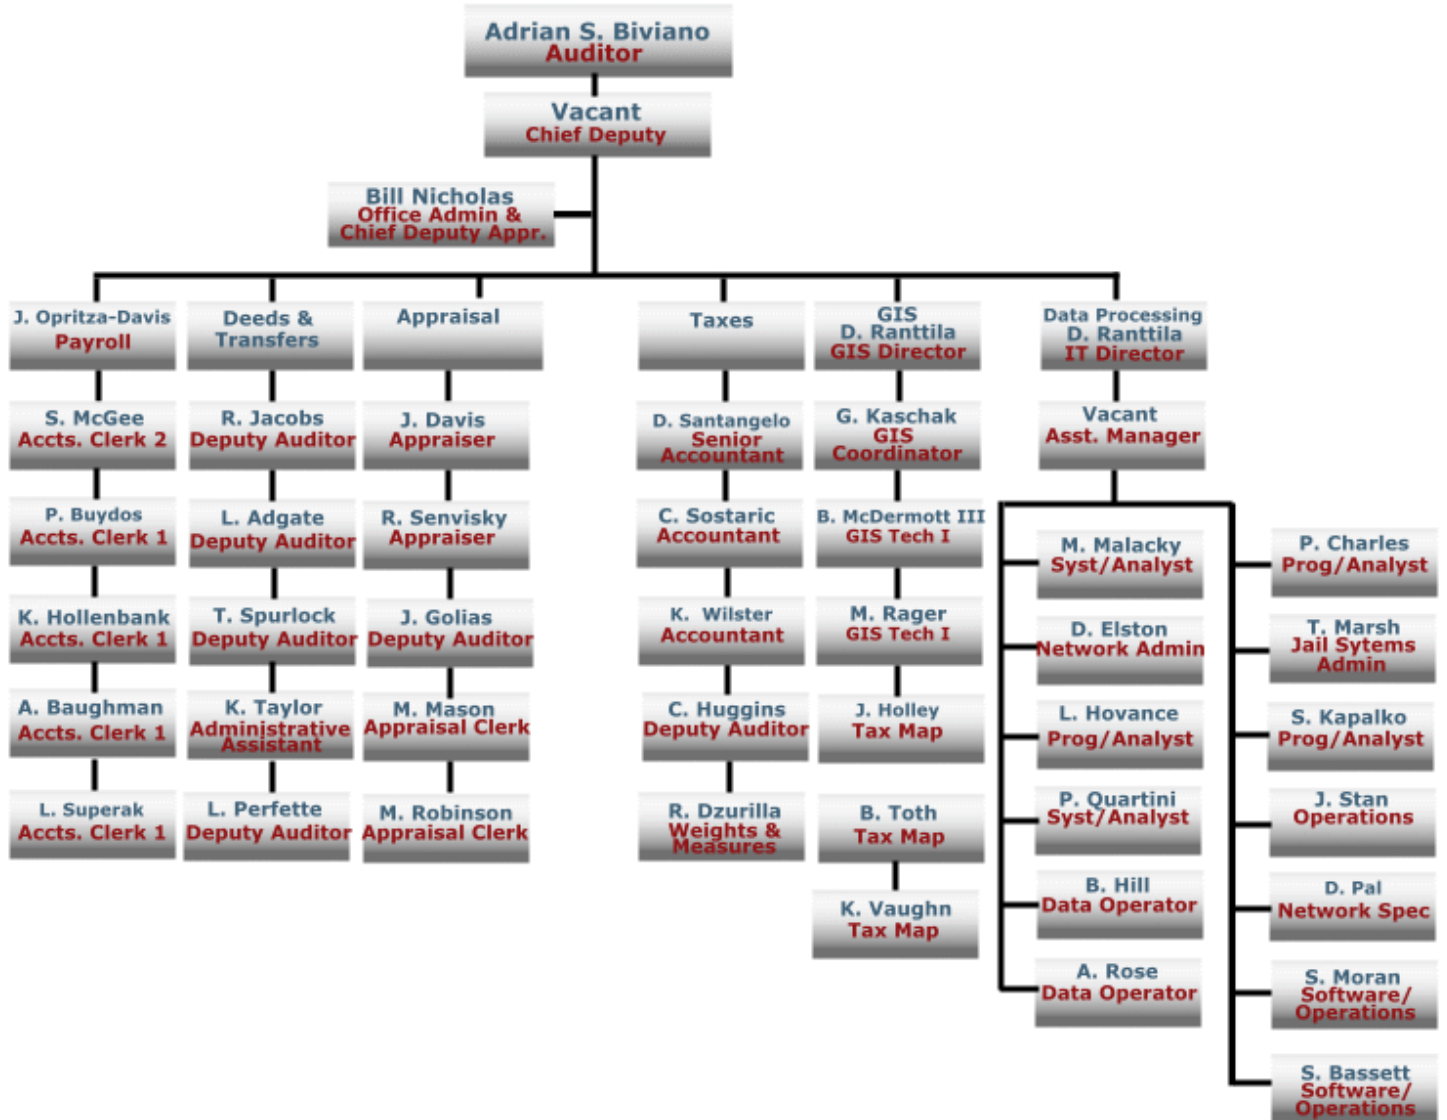 Adrian S. Biviano
Auditor
Vacant
Chief Deputy
Bill Nicholas
Office Admin &
Chief Deputy Appr.
J. Opritza-Davis
Payroll
S. McGee
Accts. Clerk 2
P. Buydos
Accts. Clerk 1
K. Hollenbank
Accts. Clerk 1
A. Baughman
Accts. Clerk 1
L. Superak
Accts. Clerk 1
Deeds &
Transfers
R. Jacobs
Deputy Auditor
L. Adgate
Deputy Auditor
T. Spurlock
Deputy Auditor
K. Taylor
Administrative
Assistant
L. Perfette
Deputy Auditor
Appraisal
J. Davis
Appraiser
R. Senvisky
Appraiser
J. Golias
Deputy Auditor
M. Mason
Appraisal Clerk
M. Robinson
Appraisal Clerk
Taxes
D. Santangelo
Senior
Accountant
C. Sostaric
Accountant
K. Wilster
Accountant
C. Huggins
Deputy Auditor
R. Dzurilla
Weights &
Measures
GIS
D. Ranttila
GIS Director
G. Kaschak
GIS
Coordinator
B. McDermott III
GIS Tech I
M. Rager
GIS Tech I
J. Holley
Tax Map
B. Toth
Tax Map
K. Vaughn
Tax Map
Data Processing
D. Ranttila
IT Director
Vacant
Asst. Manager
M. Malacky
Syst/Analyst
D. Elston
Network Admin
L. Hovance
Prog/Analyst
P. Quartini
Syst/Analyst
B. Hill
Data Operator
A. Rose
Data Operator
P. Charles
Prog/Analyst
T. Marsh
Jail Sytems
Admin
S. Kapalko
Prog/Analyst
J. Stan
Operations
D. Pal
Network Spec
S. Moran
Software/
Operations
S. Bassett
Software/
Operations